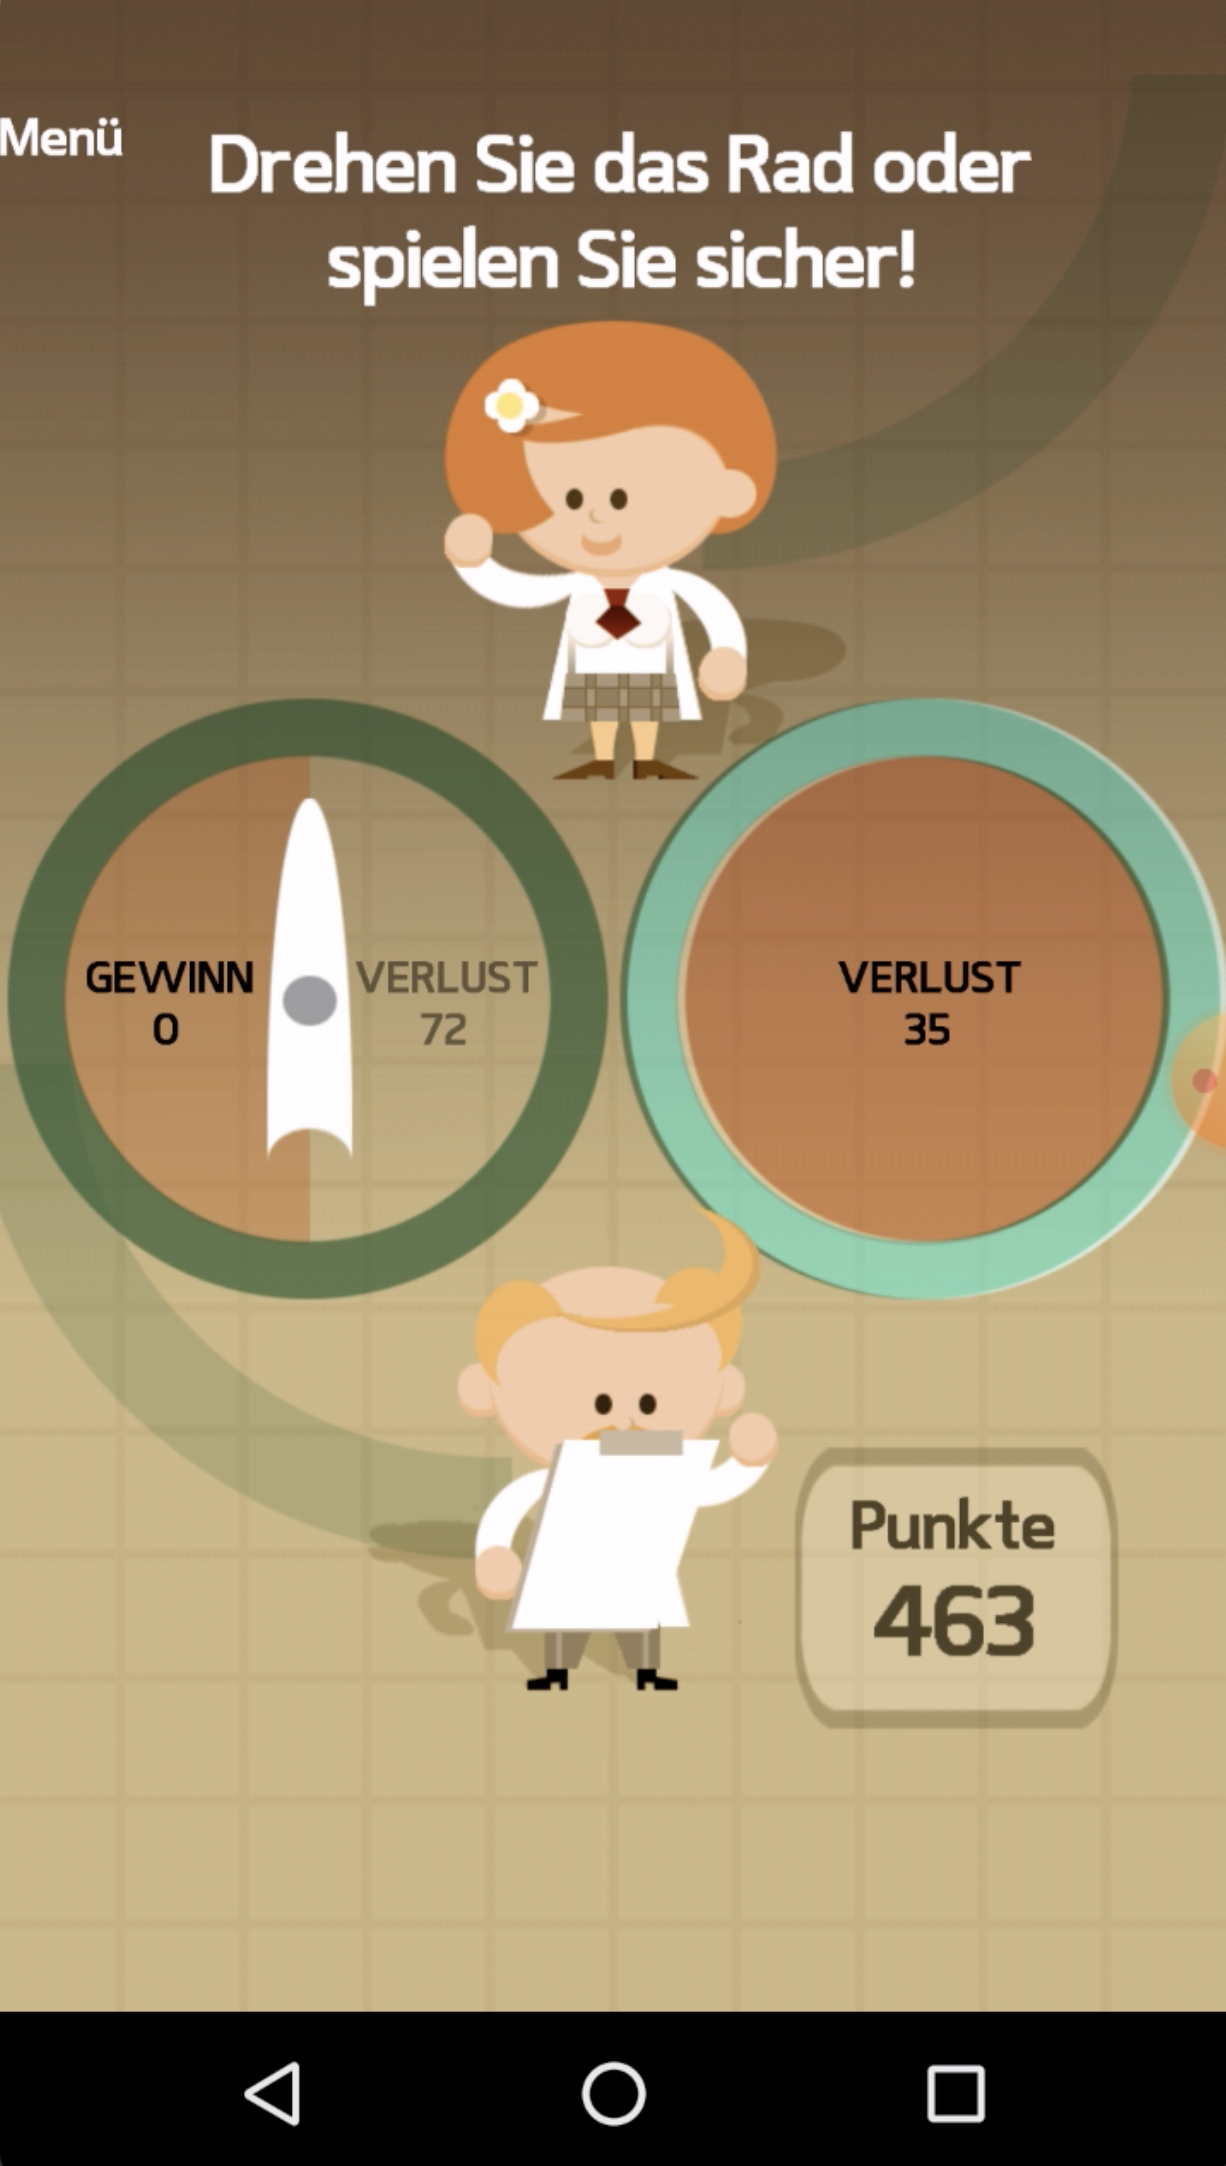 Menü
Drehen Sie das Rad oder
spielen Sie sicher!
GEWINN
0
VERLUST
72
VERLUST
35
Punkte
463